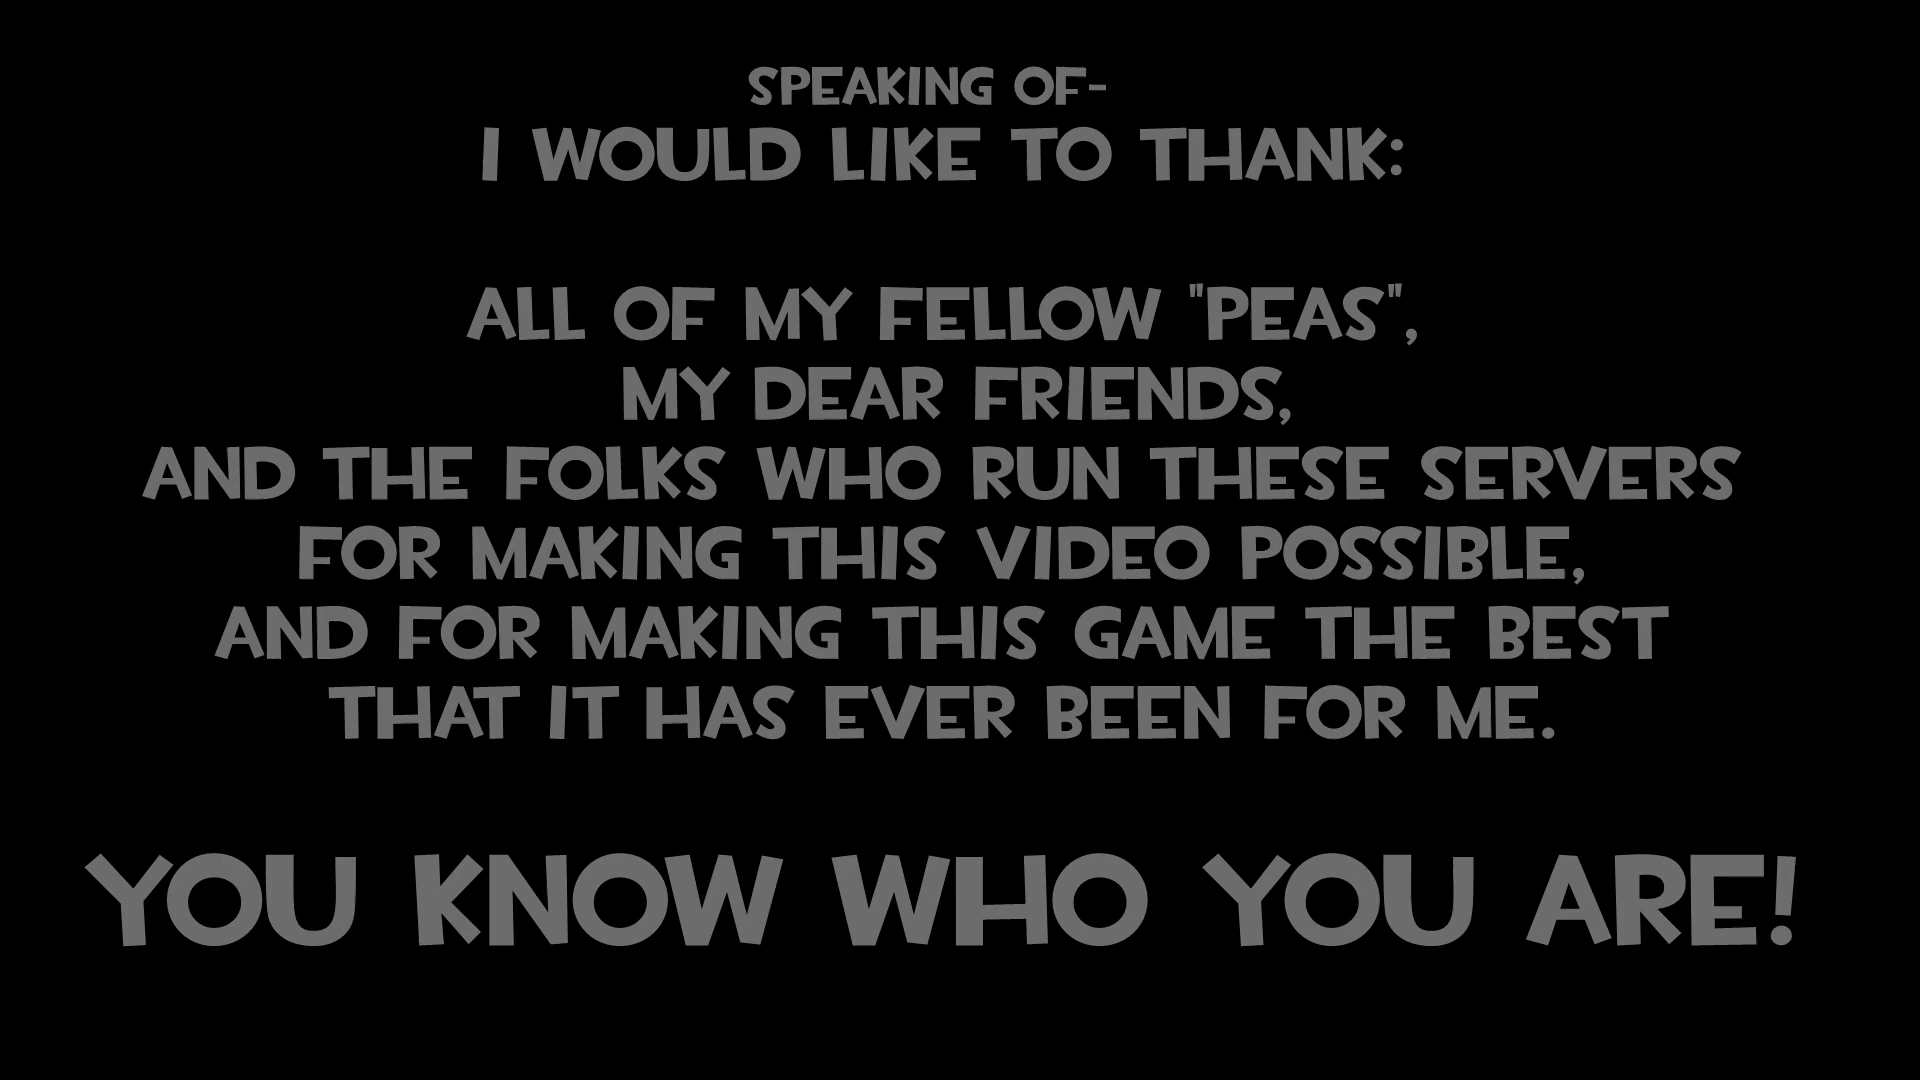 SPEAKING OF-
I WOULD LIKE TO THANK:
ALL OF MY FELLOW "PEAS",
MY DEAR FRIENDS,
AND THE FOLKS WHO RUN THESE SERVERS
FOR MAKING THIS VIDEO POSSIBLE,
AND FOR MAKING THIS GAME THE BEST
THAT IT HAS EVER BEEN FOR ME.
YOU KNOW WHO YOU ARE!